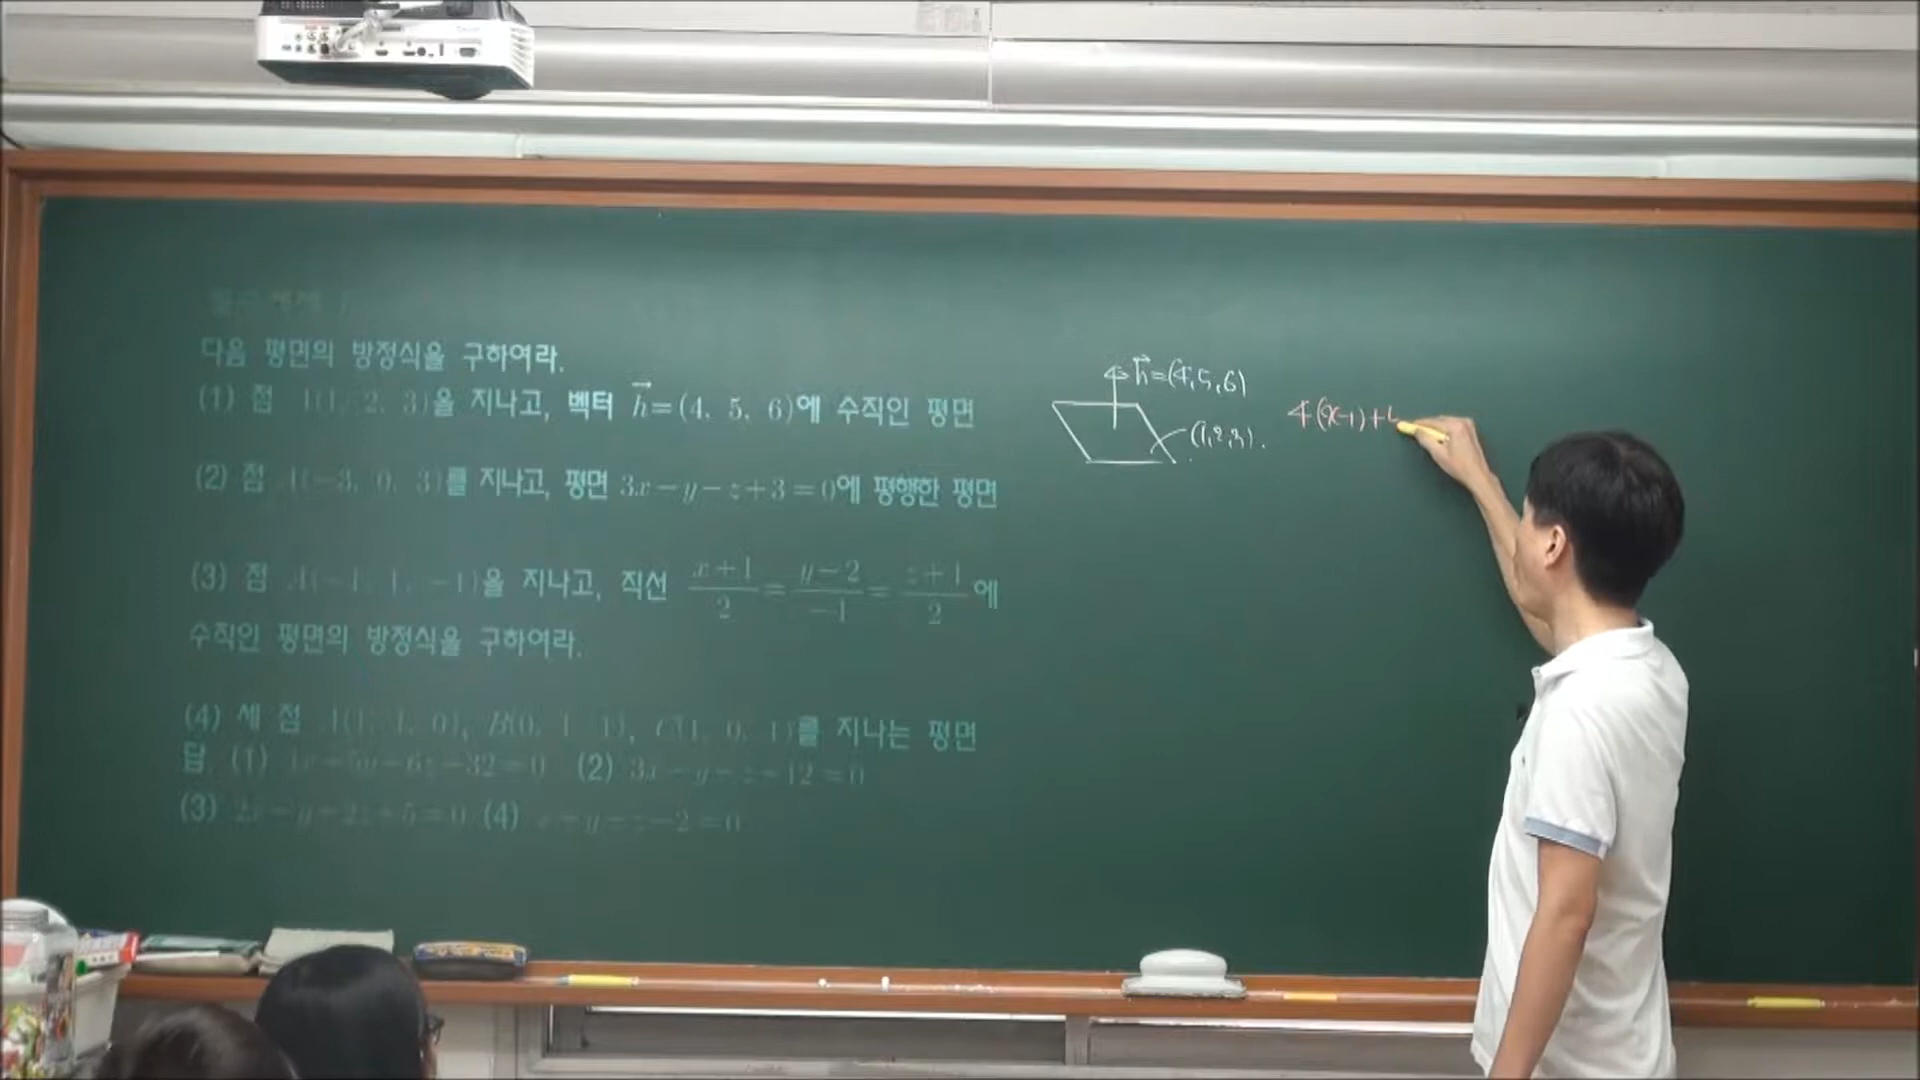 다음 평면의 방정식을 구하여라.
(1) 점 A(1, 2, 3)을 지나고, 벡터 h⃗=(4, 5, 6)에 수직인 평면
(2) 점 A(-3, 0, 3)를 지나고, 평면 3x-y-z+3=0에 평행한 평면
(3) 점 A(-1, 1, -1)을 지나고, 직선 (x+1)/2=(y-2)/-1=(z+1)/2에
수직인 평면의 방정식을 구하여라.
(4) 세 점 A(1, 1, 0), B(0, 1, 1), C(1, 0, 1)를 지나는 평면
답. (1) (2) 3x-y-z+12=0
(3) 2x-y+2z+5=0 (4) x+y+z-2=0
h⃗=(4,5,6)
(1,2,3).
4(x-1)+